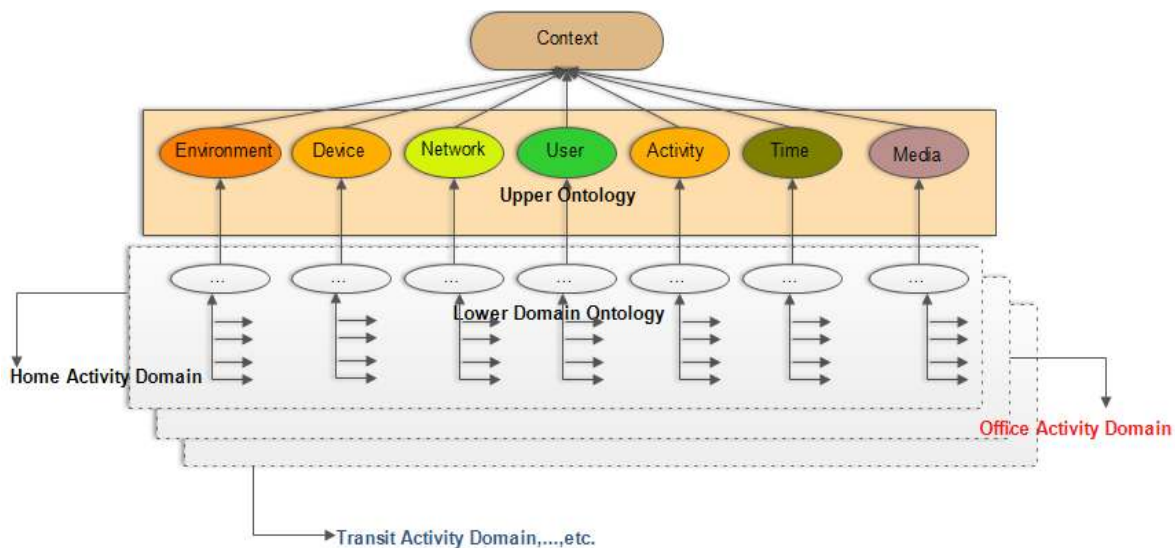 Context
Environment
Device
Network
User
Activity
Time
Media
Upper Ontology
...
...
...
...
...
...
...
Lower Domain Ontology
Home Activity Domain
Office Activity Domain
Transit Activity Domain,...,etc.